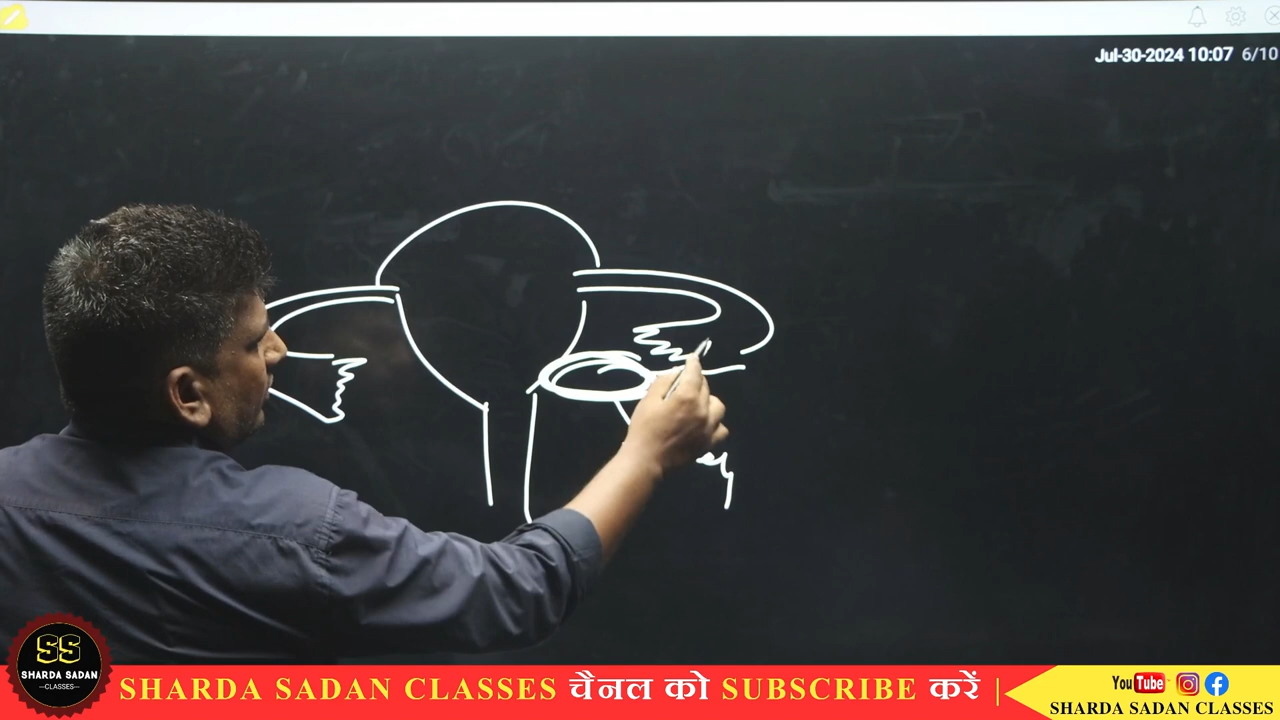 Jul-30-2024 10:07 6/10
SS
SHARDA SADAN
CLASSES
SHARDA SADAN CLASSES चैनल को SUBSCRIBE करें |
YouTube
SHARDA SADAN CLASSES